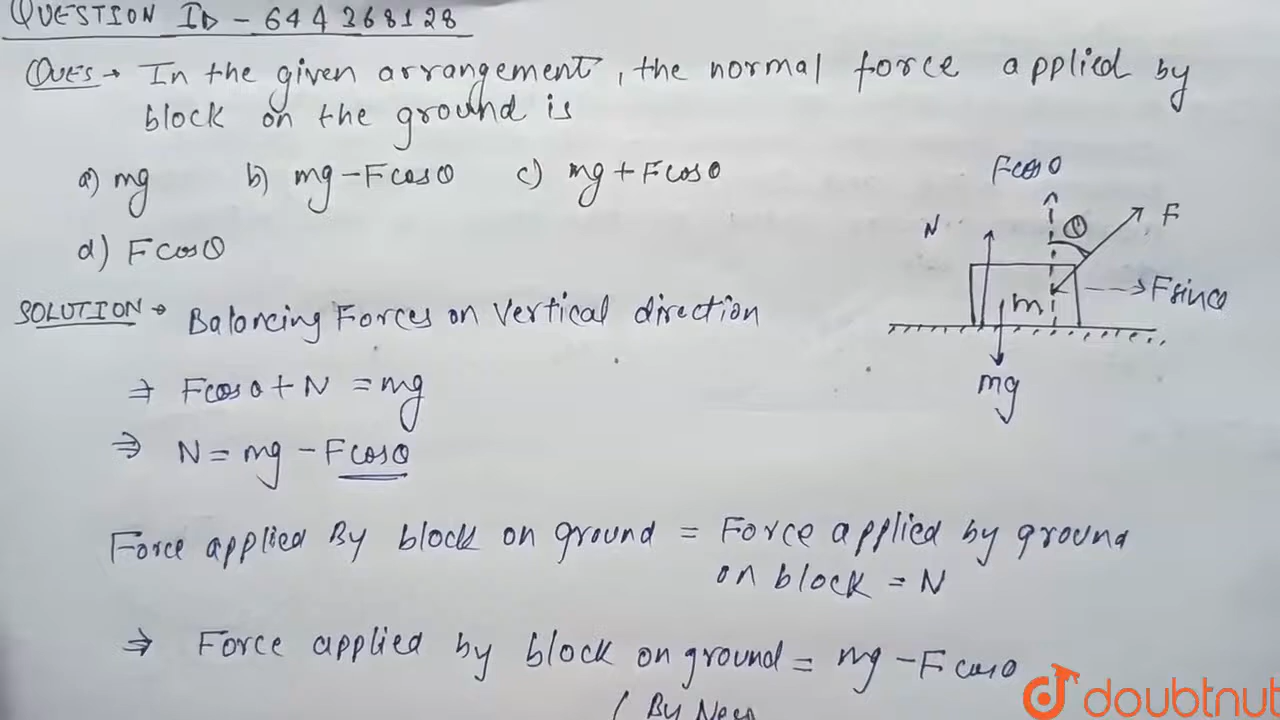 QUESTION ID - 644368128
QUES → In the given arrangement, the normal force applied by
block on the ground is
a) mg b) mg - Fcosθ c) mg + Fcosθ
d) Fcosθ
Fcosθ
N
θ
F
m
Fsinθ
mg
SOLUTION → Balancing Forces on vertical direction
⇒ Fcosθ + N = mg
⇒ N = mg - Fcosθ
Force applied By block on ground = Force applied by ground
on block = N
⇒ Force applied by block on ground = mg - Fcosθ
( By
doubtnut